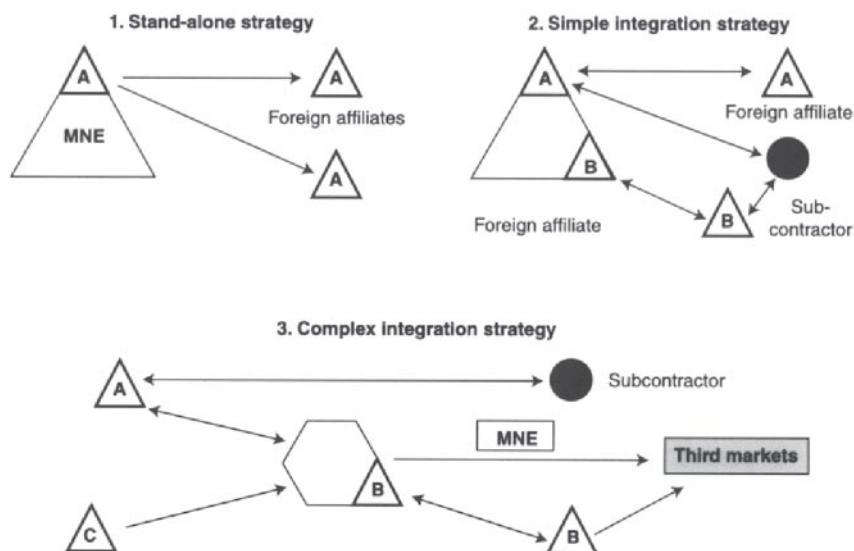 1. Stand-alone strategy
A
A
Foreign affiliates
MNE
A
2. Simple integration strategy
A
A
Foreign affiliate
B
B
Foreign affiliate
Sub-
contractor
3. Complex integration strategy
A
Subcontractor
MNE
Third markets
B
C
B